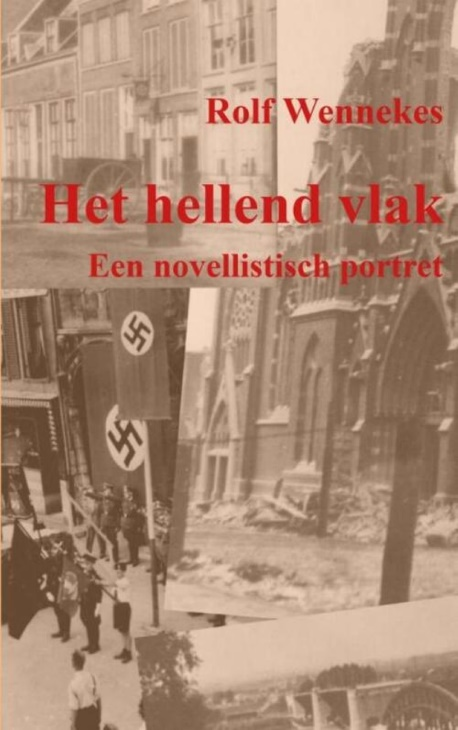 Rolf Wennekes
Het hellend vlak
Een novellistisch portret